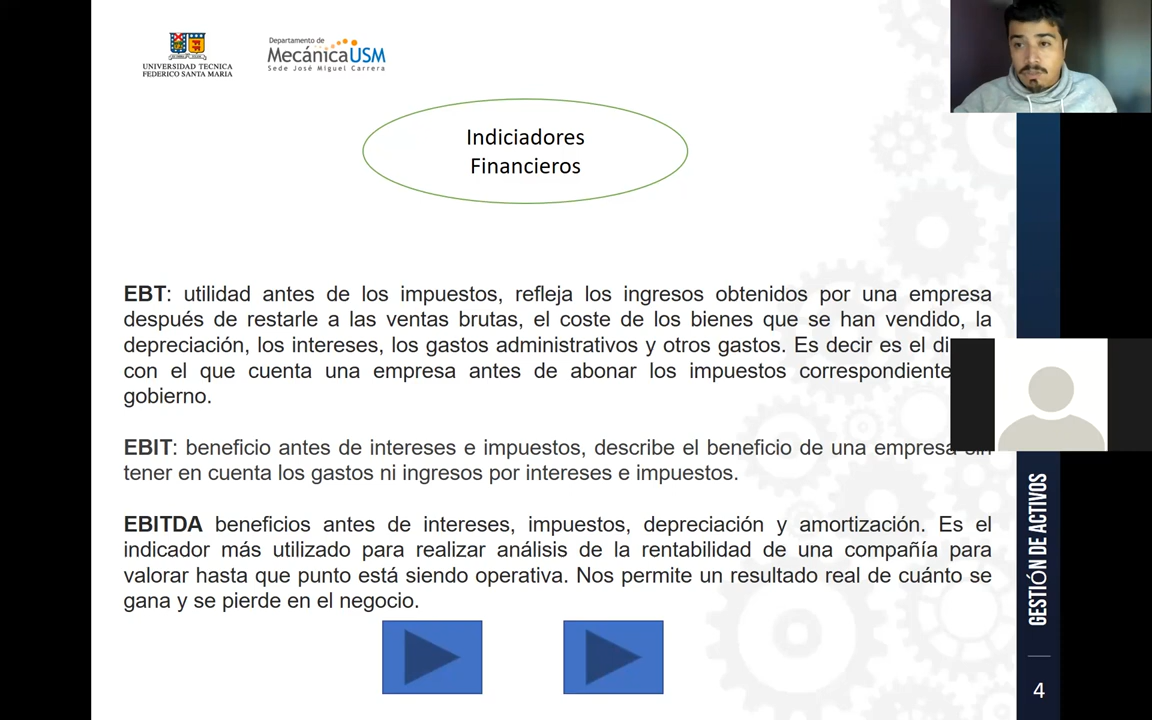 UNIVERSIDAD TECNICA
FEDERICO SANTA MARIA
Departamento de
MecánicaUSM
Sede José Miguel Carrera
Indiciadores
Financieros
EBT: utilidad antes de los impuestos, refleja los ingresos obtenidos por una empresa
después de restarle a las ventas brutas, el coste de los bienes que se han vendido, la
depreciación, los intereses, los gastos administrativos y otros gastos. Es decir es el
con el que cuenta una empresa antes de abonar los impuestos
gobierno.
EBIT: beneficio antes de intereses e impuestos, describe el beneficio de una empresa sin
tener en cuenta los gastos ni ingresos por intereses e impuestos.
EBITDA beneficios antes de intereses, impuestos, depreciación y amortización. Es el
indicador más utilizado para realizar análisis de la rentabilidad de una compañía para
valorar hasta que punto está siendo operativa. Nos permite un resultado real de cuánto se
gana y se pierde en el negocio.
GESTIÓN DE ACTIVOS
4